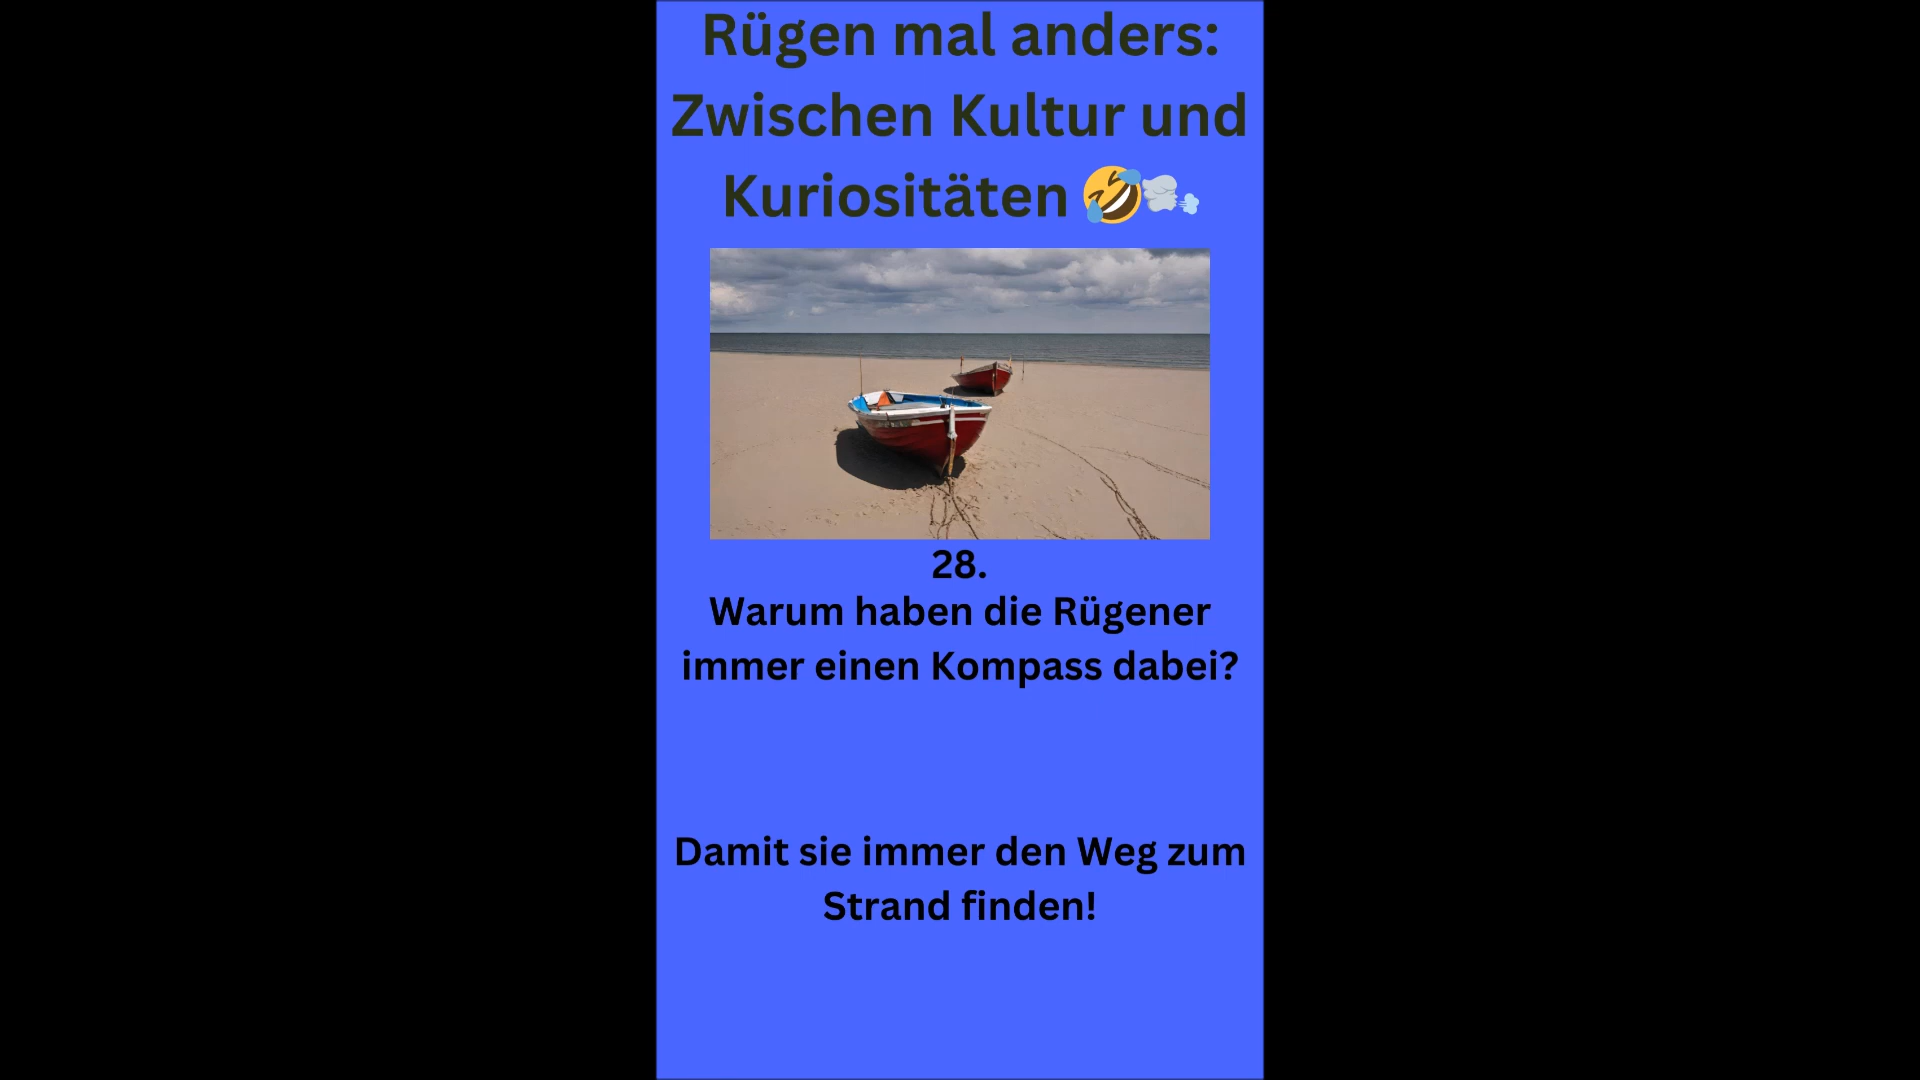 Rügen mal anders:
Zwischen Kultur und
Kuriositäten 🤣💨
28.
Warum haben die Rügener
immer einen Kompass dabei?
Damit sie immer den Weg zum
Strand finden!